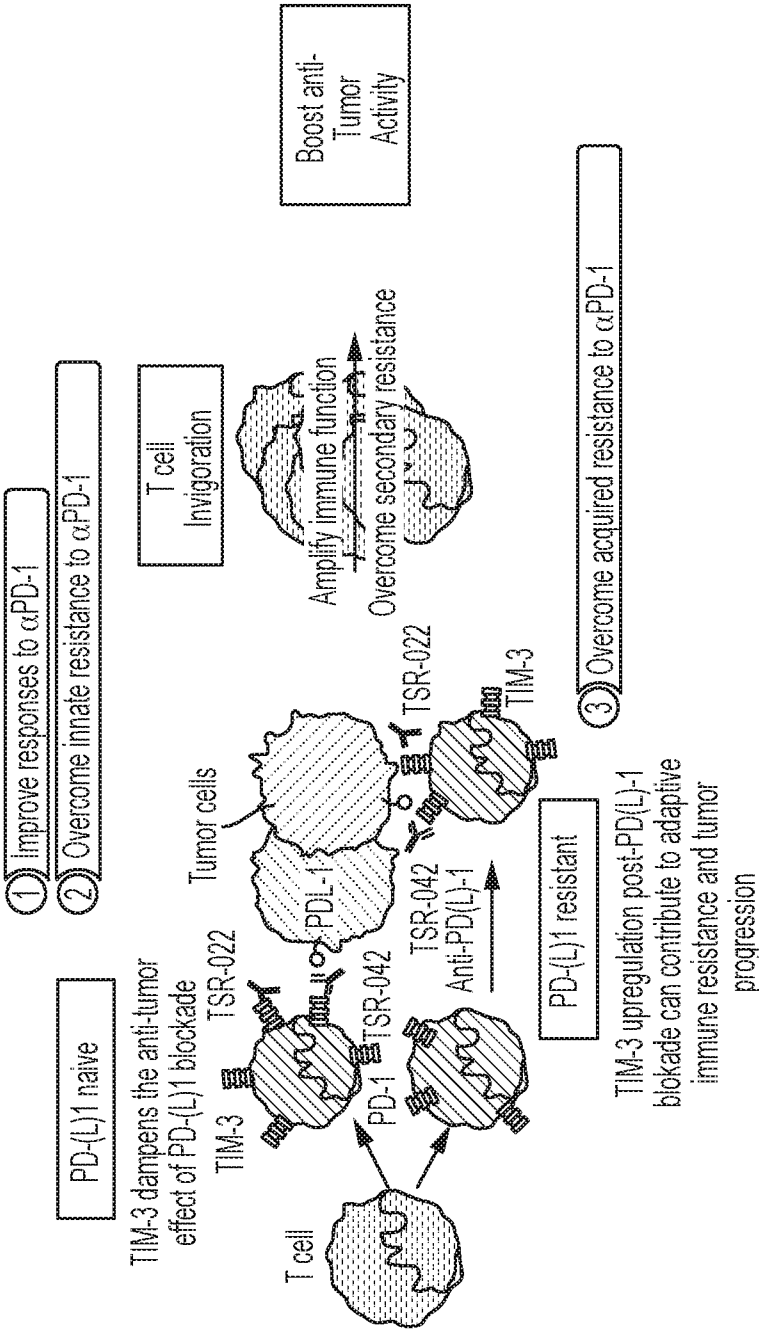 ① Improve responses to αPD-1
② Overcome innate resistance to αPD-1
PD-(L)1 naive
TIM-3 dampens the anti-tumor
effect of PD-(L)1 blockade
T cell
TIM-3
TSR-022
PD-1
TSR-042
PDL-1
Tumor cells
TSR-042
Anti-PD(L)-1
TSR-022
TIM-3
T cell
Invigoration
Amplify immune function
Overcome secondary resistance
Boost anti-
Tumor
Activity
PD-(L)1 resistant
TIM-3 upregulation post-PD(L)-1
blokade can contribute to adaptive
immune resistance and tumor
progression
③ Overcome acquired resistance to αPD-1